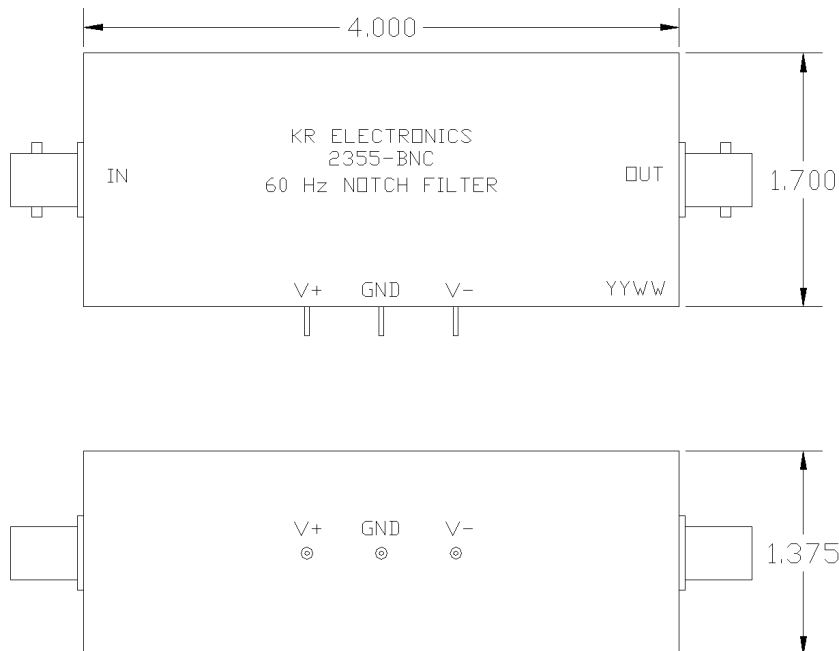 4.000
KR ELECTRONICS
2355-BNC
60 Hz NOTCH FILTER
IN
OUT
1.700
V+ GND V-
YYWW
V+ GND V-
1.375